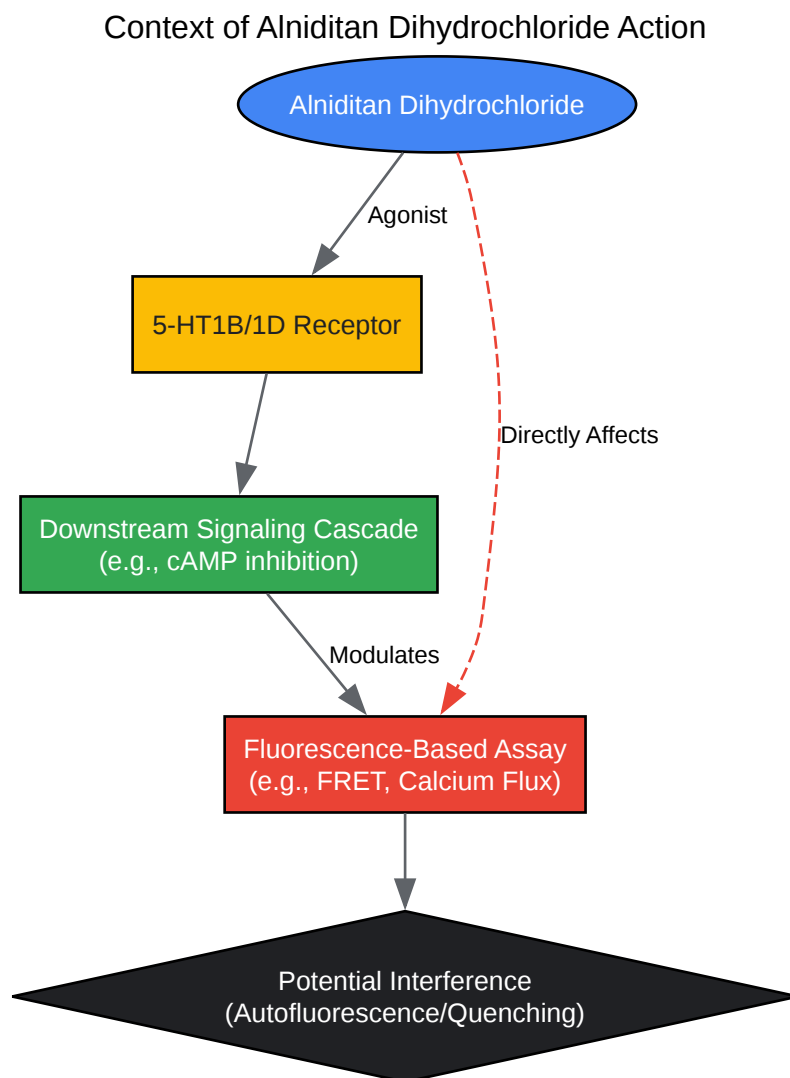 Context of Alniditan Dihydrochloride Action
Alniditan Dihydrochloride
Agonist
5-HT1B/1D Receptor
Directly Affects
Downstream Signaling Cascade
(e.g., cAMP inhibition)
Modulates
Fluorescence-Based Assay
(e.g., FRET, Calcium Flux)
Potential Interference
(Autofluorescence/Quenching)